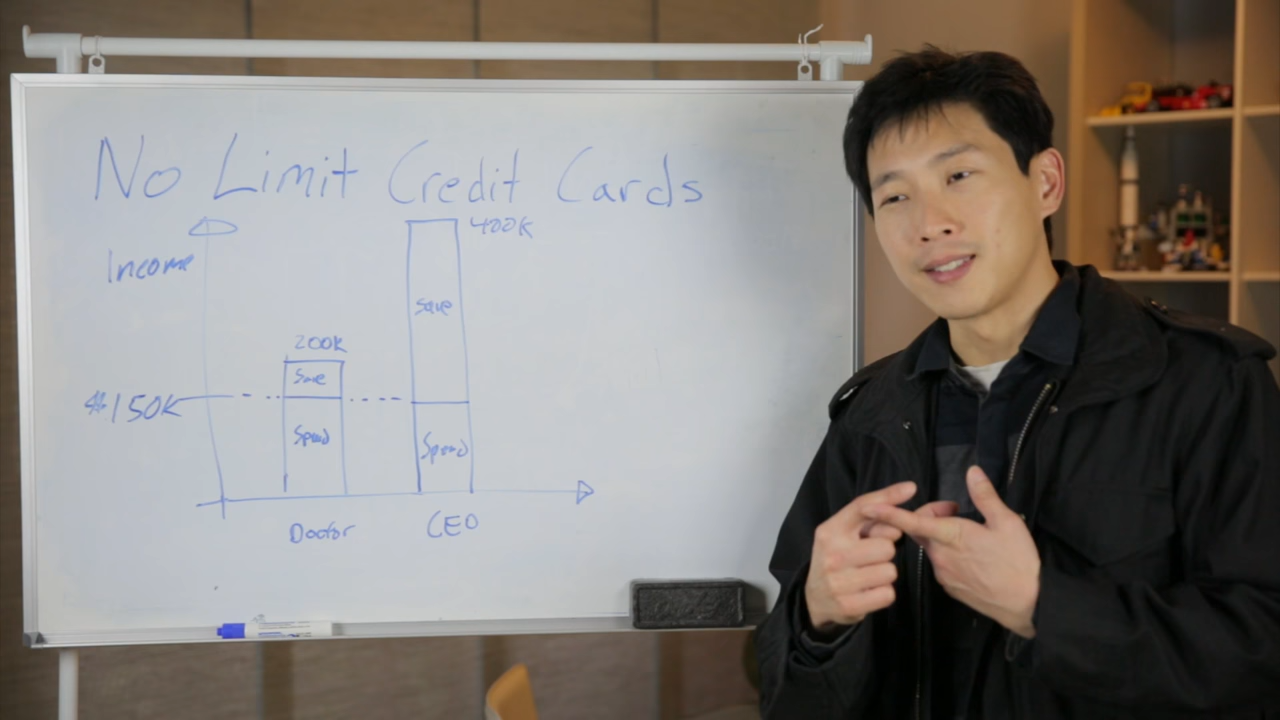 No Limit Credit Cards
400K
Income
Save
200K
Save
$150K
Spend
Spend
Doctor
CEO